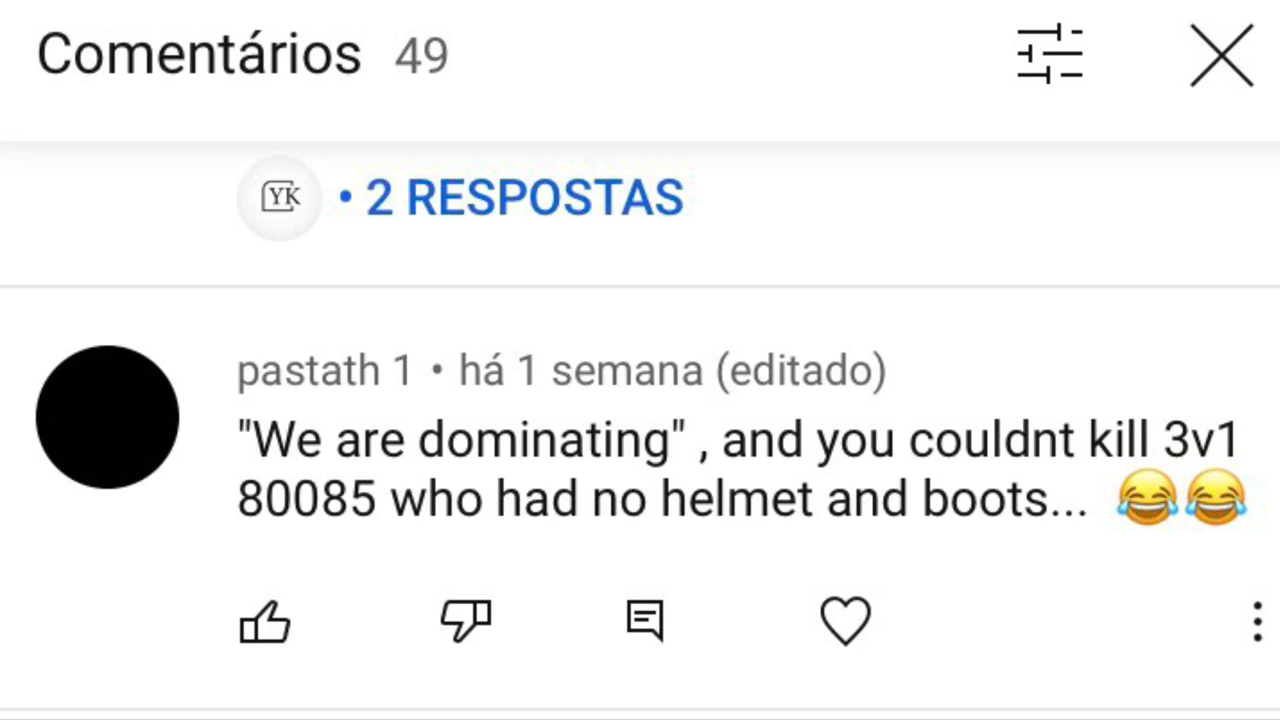 Comentários 49
YK • 2 RESPOSTAS
pastath 1 • há 1 semana (editado)
"We are dominating" , and you couldnt kill 3v1
80085 who had no helmet and boots... 😂😂